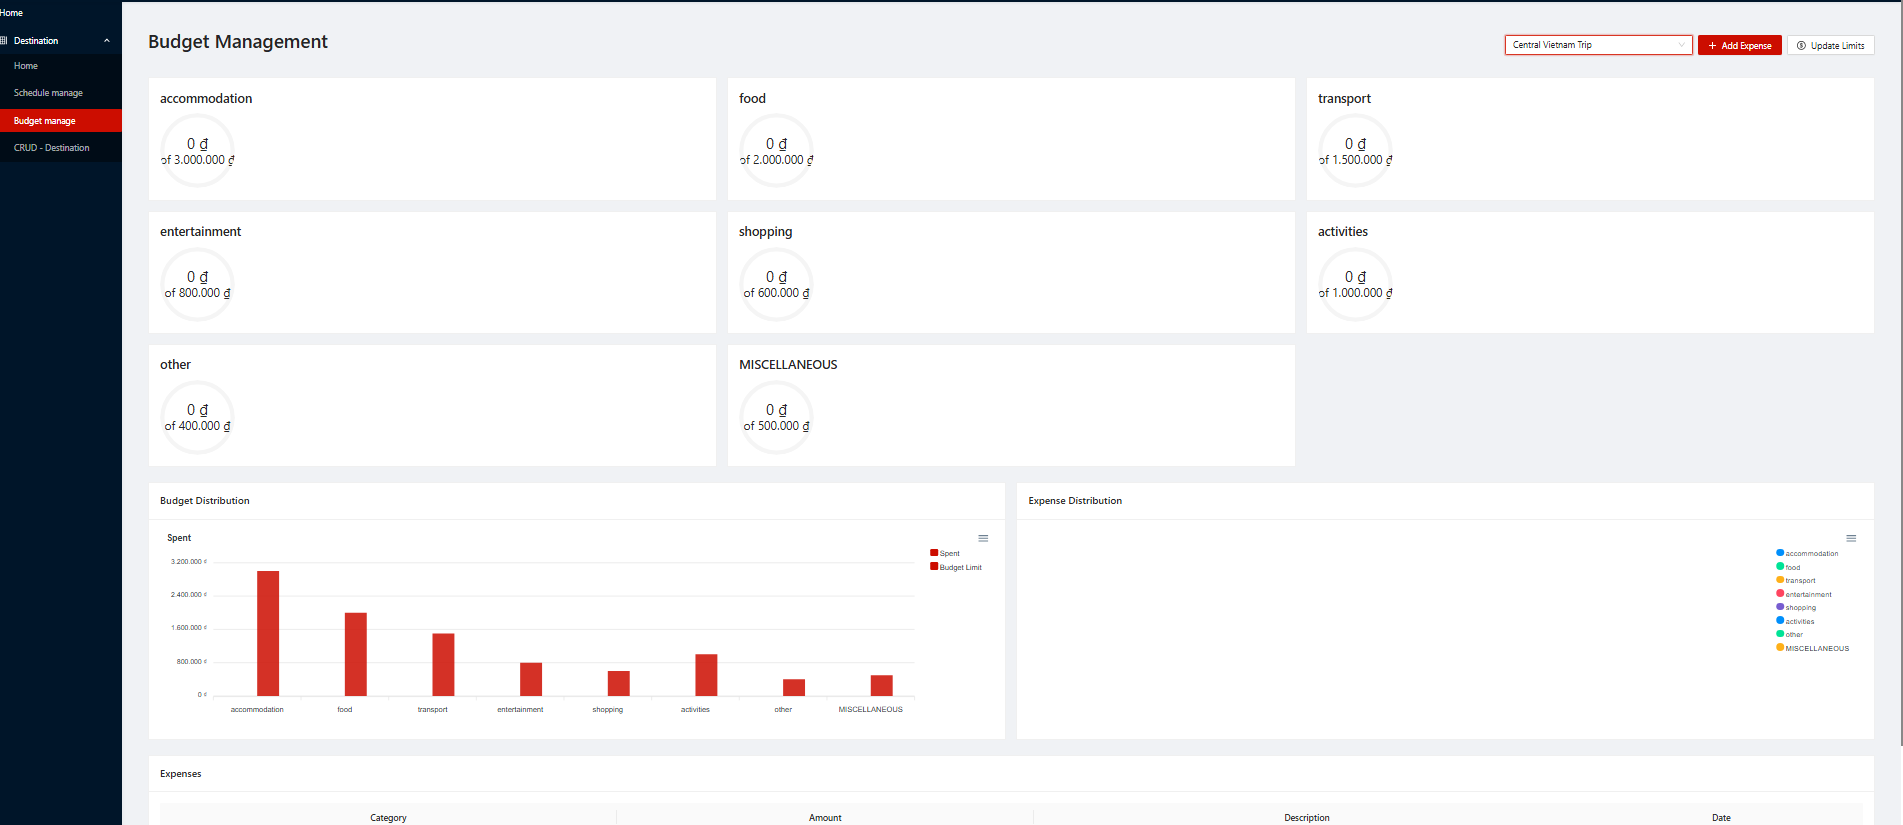 Home
Destination
Home
Schedule manage
Budget manage
CRUD - Destination
Budget Management
Central Vietnam Trip
+ Add Expense
Update Limits
accommodation
0 ₫
of 3.000.000 ₫
food
0 ₫
of 2.000.000 ₫
transport
0 ₫
of 1.500.000 ₫
entertainment
0 ₫
of 800.000 ₫
shopping
0 ₫
of 600.000 ₫
activities
0 ₫
of 1.000.000 ₫
other
0 ₫
of 400.000 ₫
MISCELLANEOUS
0 ₫
of 500.000 ₫
Budget Distribution
Spent
3.200.000 ₫
2.400.000 ₫
1.600.000 ₫
800.000 ₫
0 ₫
accommodation
food
transport
entertainment
shopping
activities
other
MISCELLANEOUS
Spent
Budget Limit
Expense Distribution
accommodation
food
transport
entertainment
shopping
activities
other
MISCELLANEOUS
Expenses
Category
Amount
Description
Date